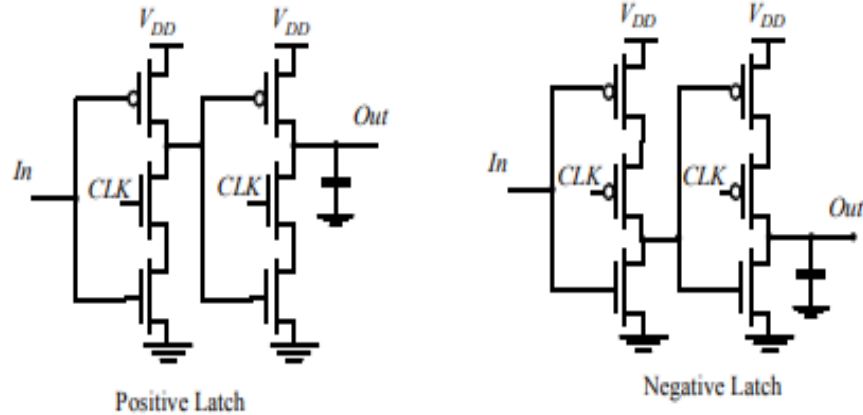 V_DD V_DD
In
CLK
CLK
Out
Positive Latch
V_DD V_DD
In
CLK
CLK
Out
Negative Latch